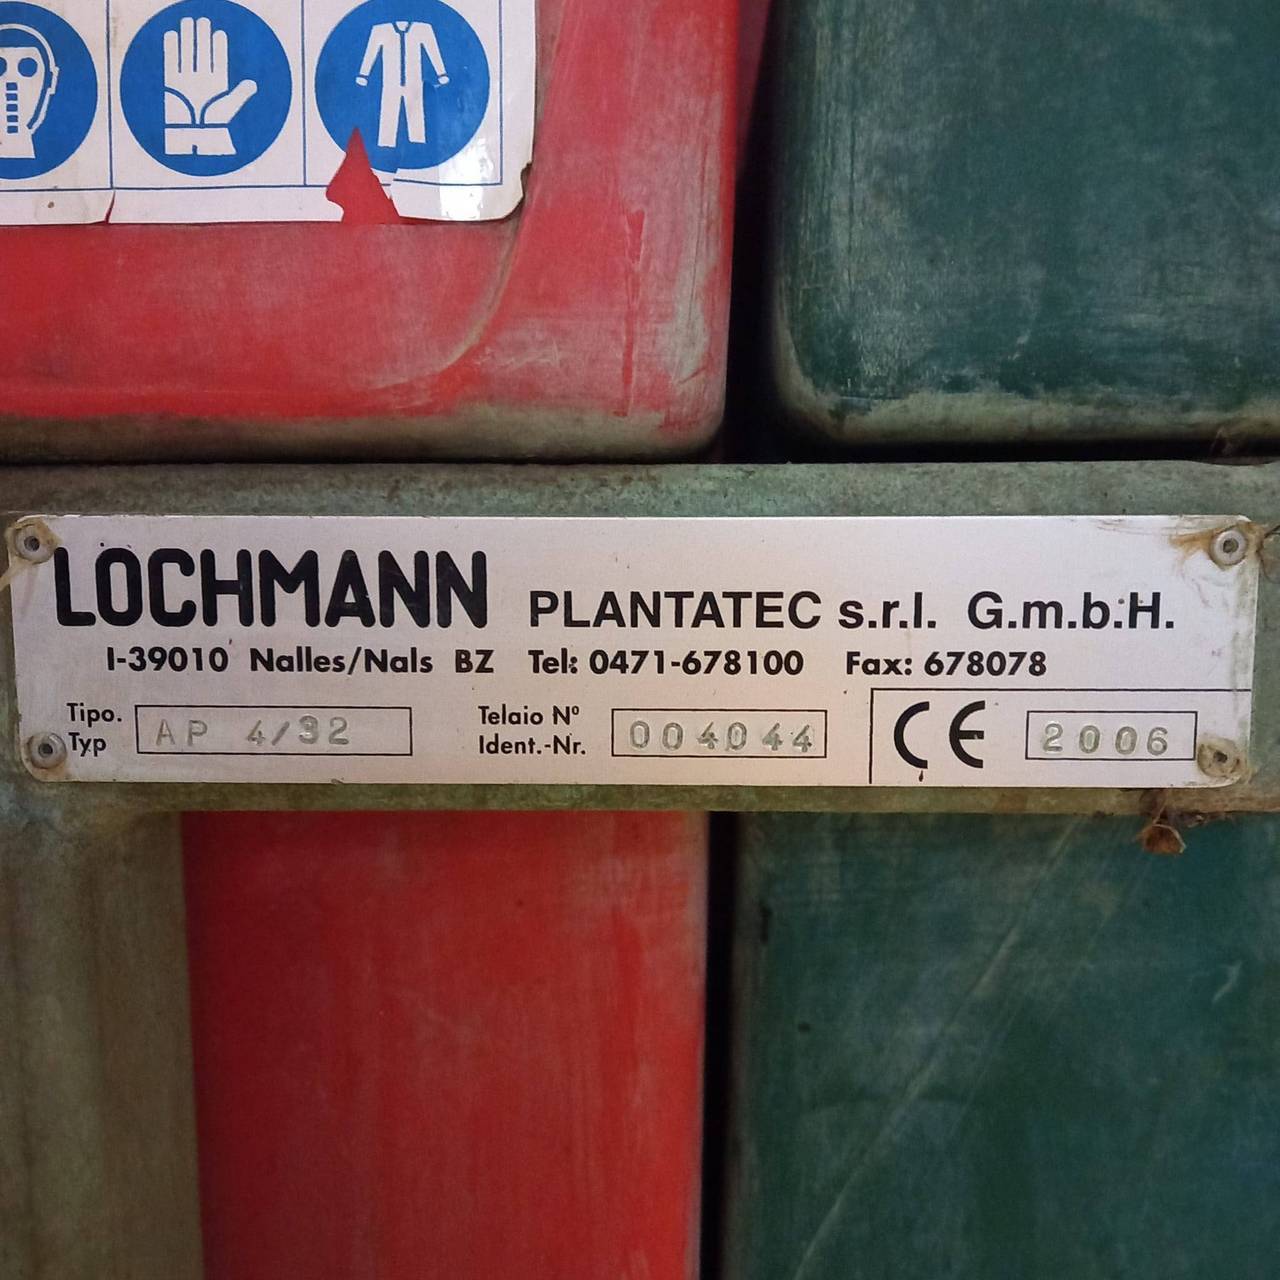 LOCHMANN PLANTATEC s.r.l. G.m.b.H.
I-39010 Nalles/Nals BZ Tel: 0471-678100 Fax: 678078
Tipo. AP 4/32 Telaio Nº 004044 CE 2006
Typ Ident.-Nr.